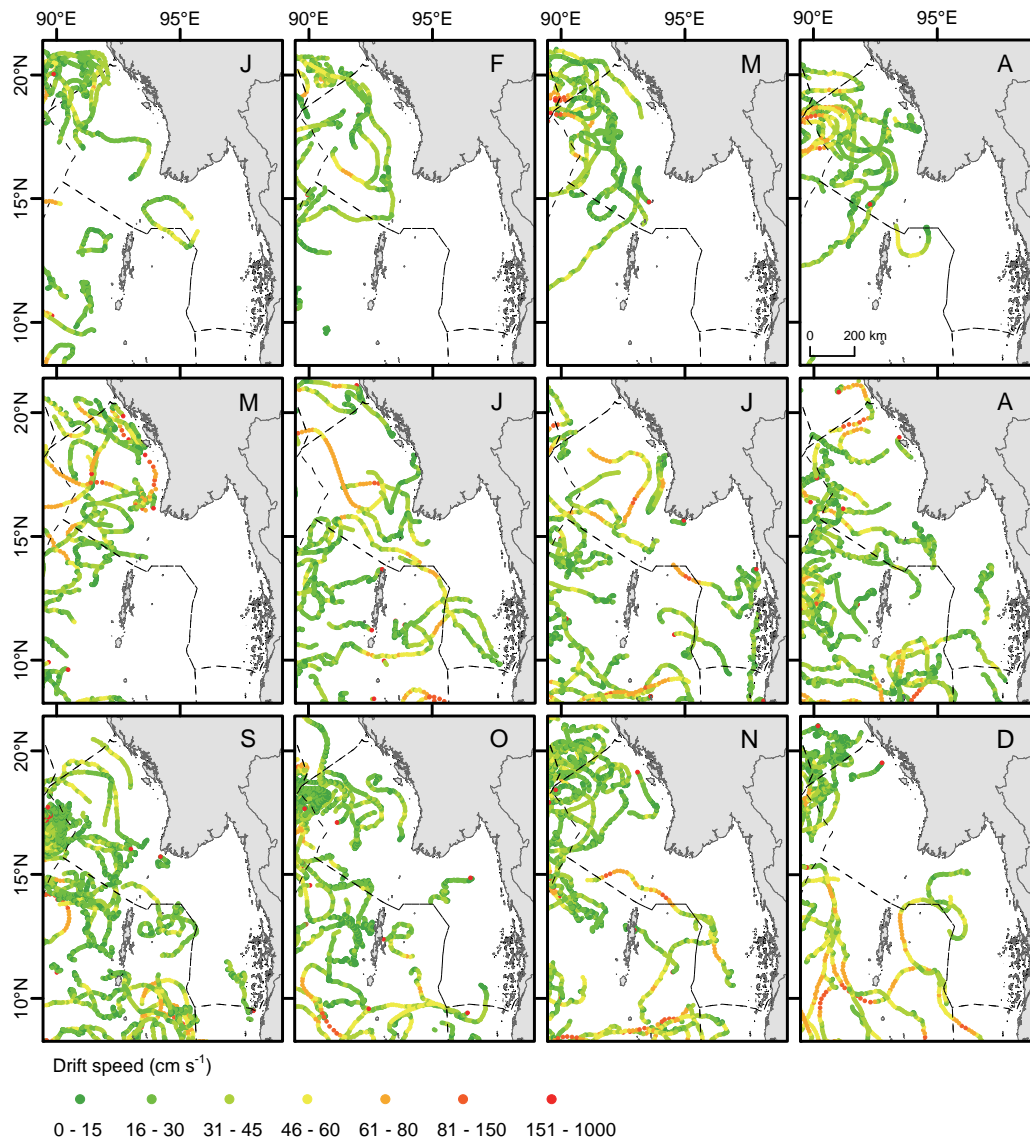 90°E 95°E 90°E 95°E 90°E 95°E 90°E 95°E
20°N J F M A
15°N
10°N
0 200 km
20°N M J J A
15°N
10°N
20°N S O N D
15°N
10°N
Drift speed (cm s⁻¹)
0 - 15 16 - 30 31 - 45 46 - 60 61 - 80 81 - 150 151 - 1000